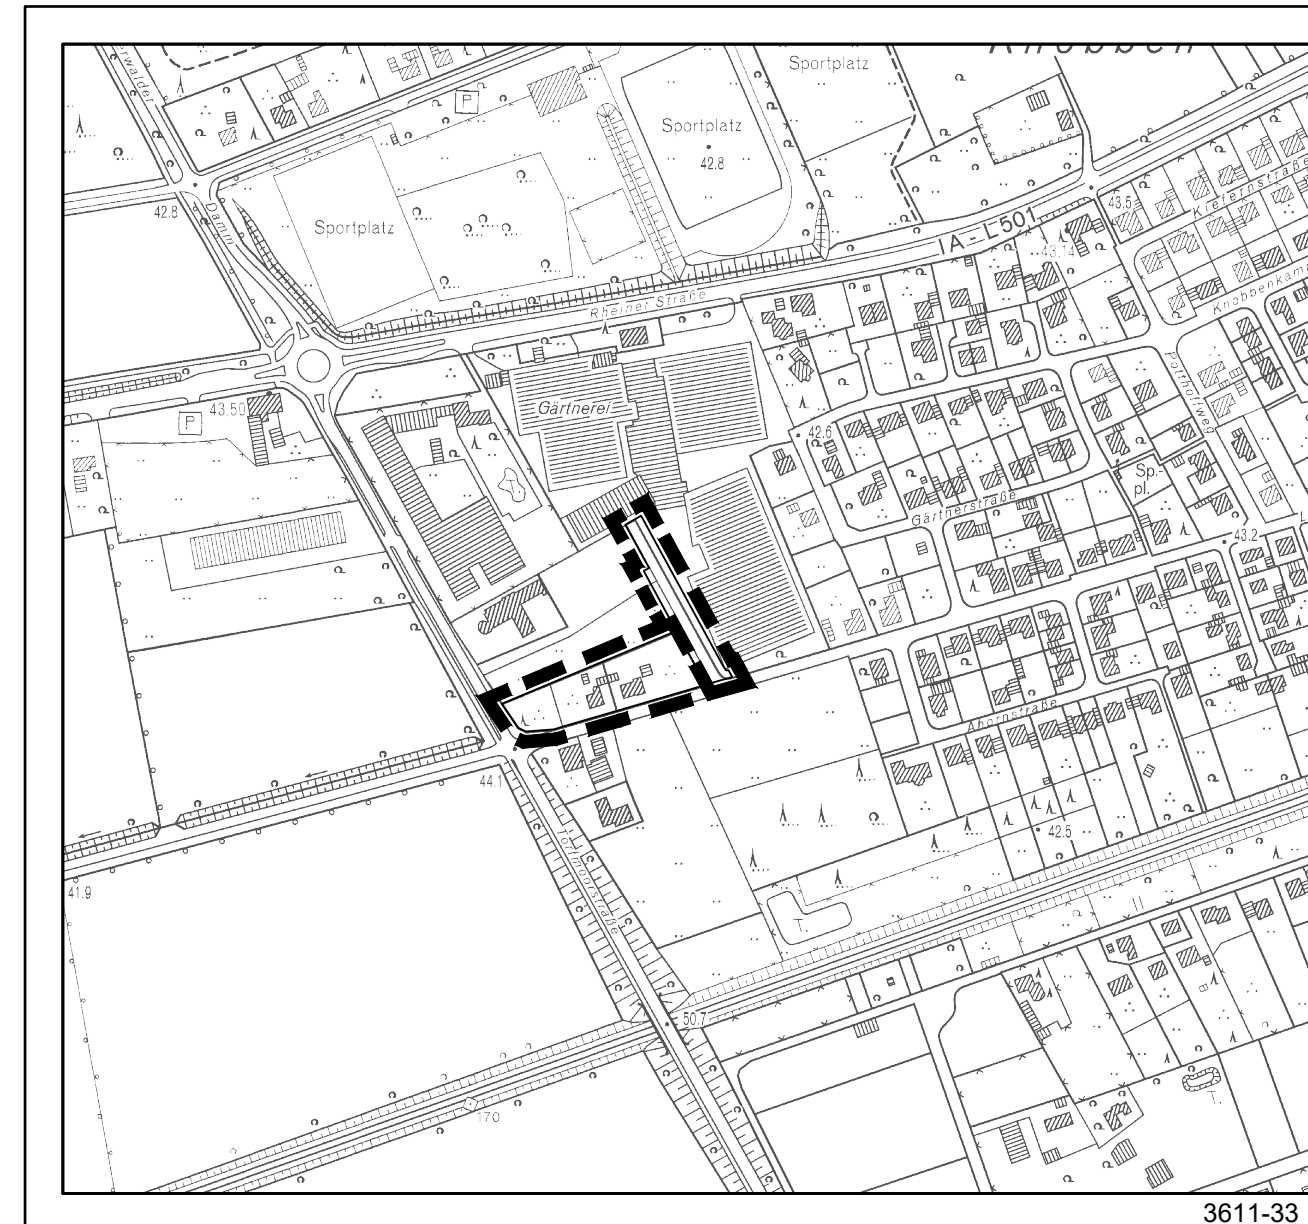 Knobben
Sportplatz
P
Sportplatz
42.8
Damm
42.8
Sportplatz
43.5
Kiefernstraße
IA - L501
43.14
Rheiner Straße
Knobbenkamp
Gärtnerei
43.50
P
42.6
Sp.-
pl.
Gärtnerstraße
43.2
Ahornstraße
44.1
42.5
41.9
T.
50.7
170
T.
3611-33